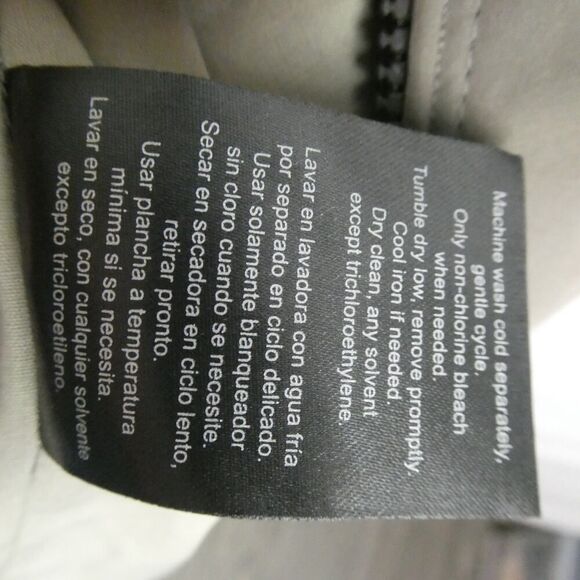 Machine wash cold separately,
gentle cycle.
Only non-chlorine bleach
when needed.
Tumble dry low, remove promptly.
Cool iron if needed.
Dry clean, any solvent
except trichloroethylene.
Lavar en lavadora con agua fría
por separado en ciclo delicado.
Usar solamente blanqueador
sin cloro cuando se necesite.
Secar en secadora en ciclo lento,
retirar pronto.
Usar plancha a temperatura
mínima si se necesita.
Lavar en seco, con cualquier solvente
excepto tricloroetileno.